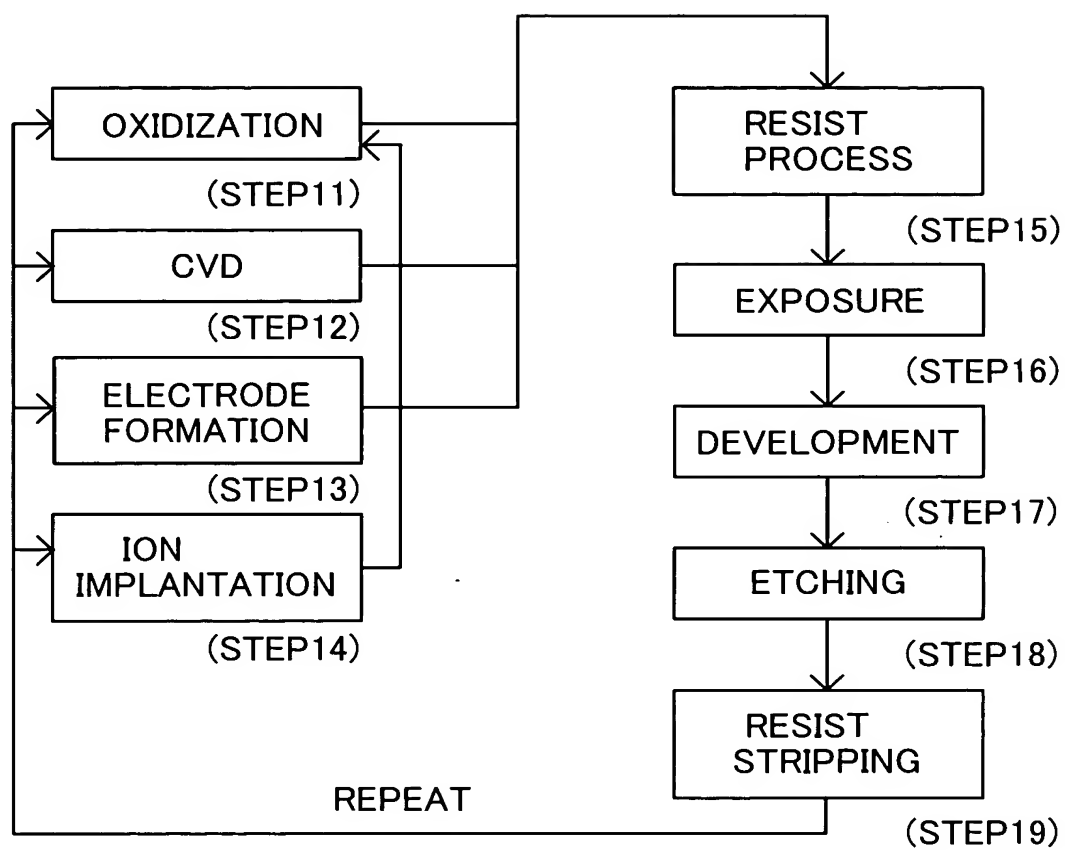 OXIDIZATION
(STEP11)
CVD
(STEP12)
ELECTRODE
FORMATION
(STEP13)
ION
IMPLANTATION
(STEP14)
RESIST
PROCESS
(STEP15)
EXPOSURE
(STEP16)
DEVELOPMENT
(STEP17)
ETCHING
(STEP18)
RESIST
STRIPPING
(STEP19)
REPEAT